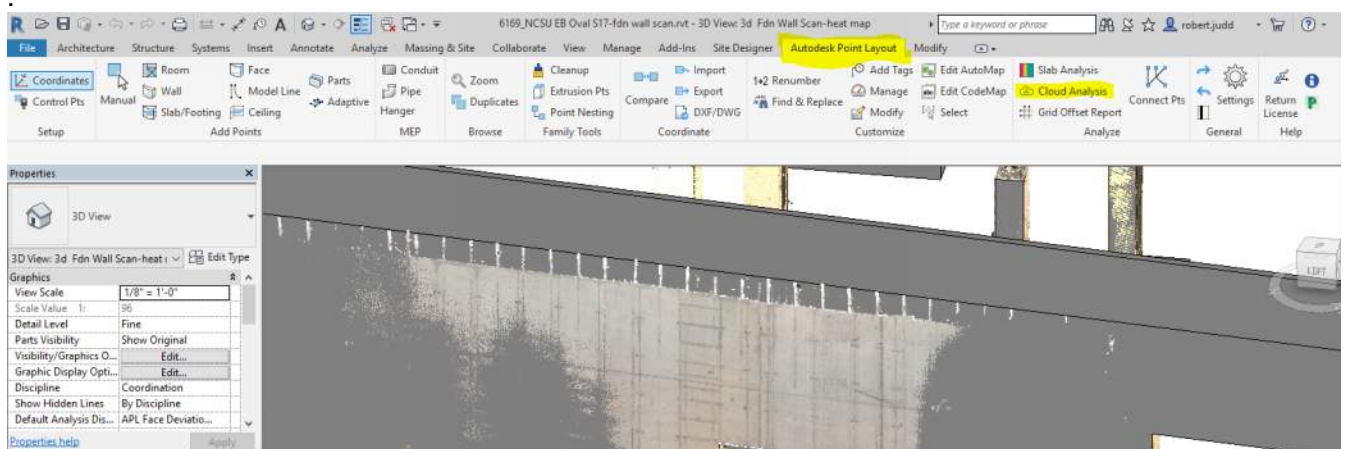 6169_NCSU EB Oval S17-fdn wall scan.rvt - 3D View: 3d Fdn Wall Scan-heat map
Type a keyword or phrase
robert.judd
File Architecture Structure Systems Insert Annotate Analyze Massing & Site Collaborate View Manage Add-Ins Site Designer Autodesk Point Layout Modify
Coordinates Room Face Parts Conduit Zoom Cleanup Import 1+2 Renumber Add Tags Edit AutoMap Slab Analysis
Control Pts Manual Wall Model Line Adaptive Pipe Duplicates Extrusion Pts Compare Export Find & Replace Manage Edit CodeMap Cloud Analysis Connect Pts Settings Return
Slab/Footing Ceiling Hanger Point Nesting DXF/DWG Modify Select Grid Offset Report License
Setup Add Points MEP Browse Family Tools Coordinate Customize Analyze General Help
Properties
3D View
3D View: 3d Fdn Wall Scan-heat Edit Type
Graphics
View Scale 1/8" = 1'-0"
Scale Value 1: 96
Detail Level Fine
Parts Visibility Show Original
Visibility/Graphics O... Edit...
Graphic Display Opti... Edit...
Discipline Coordination
Show Hidden Lines By Discipline
Default Analysis Dis... APL Face Deviatio...
Properties help Apply
LEFT